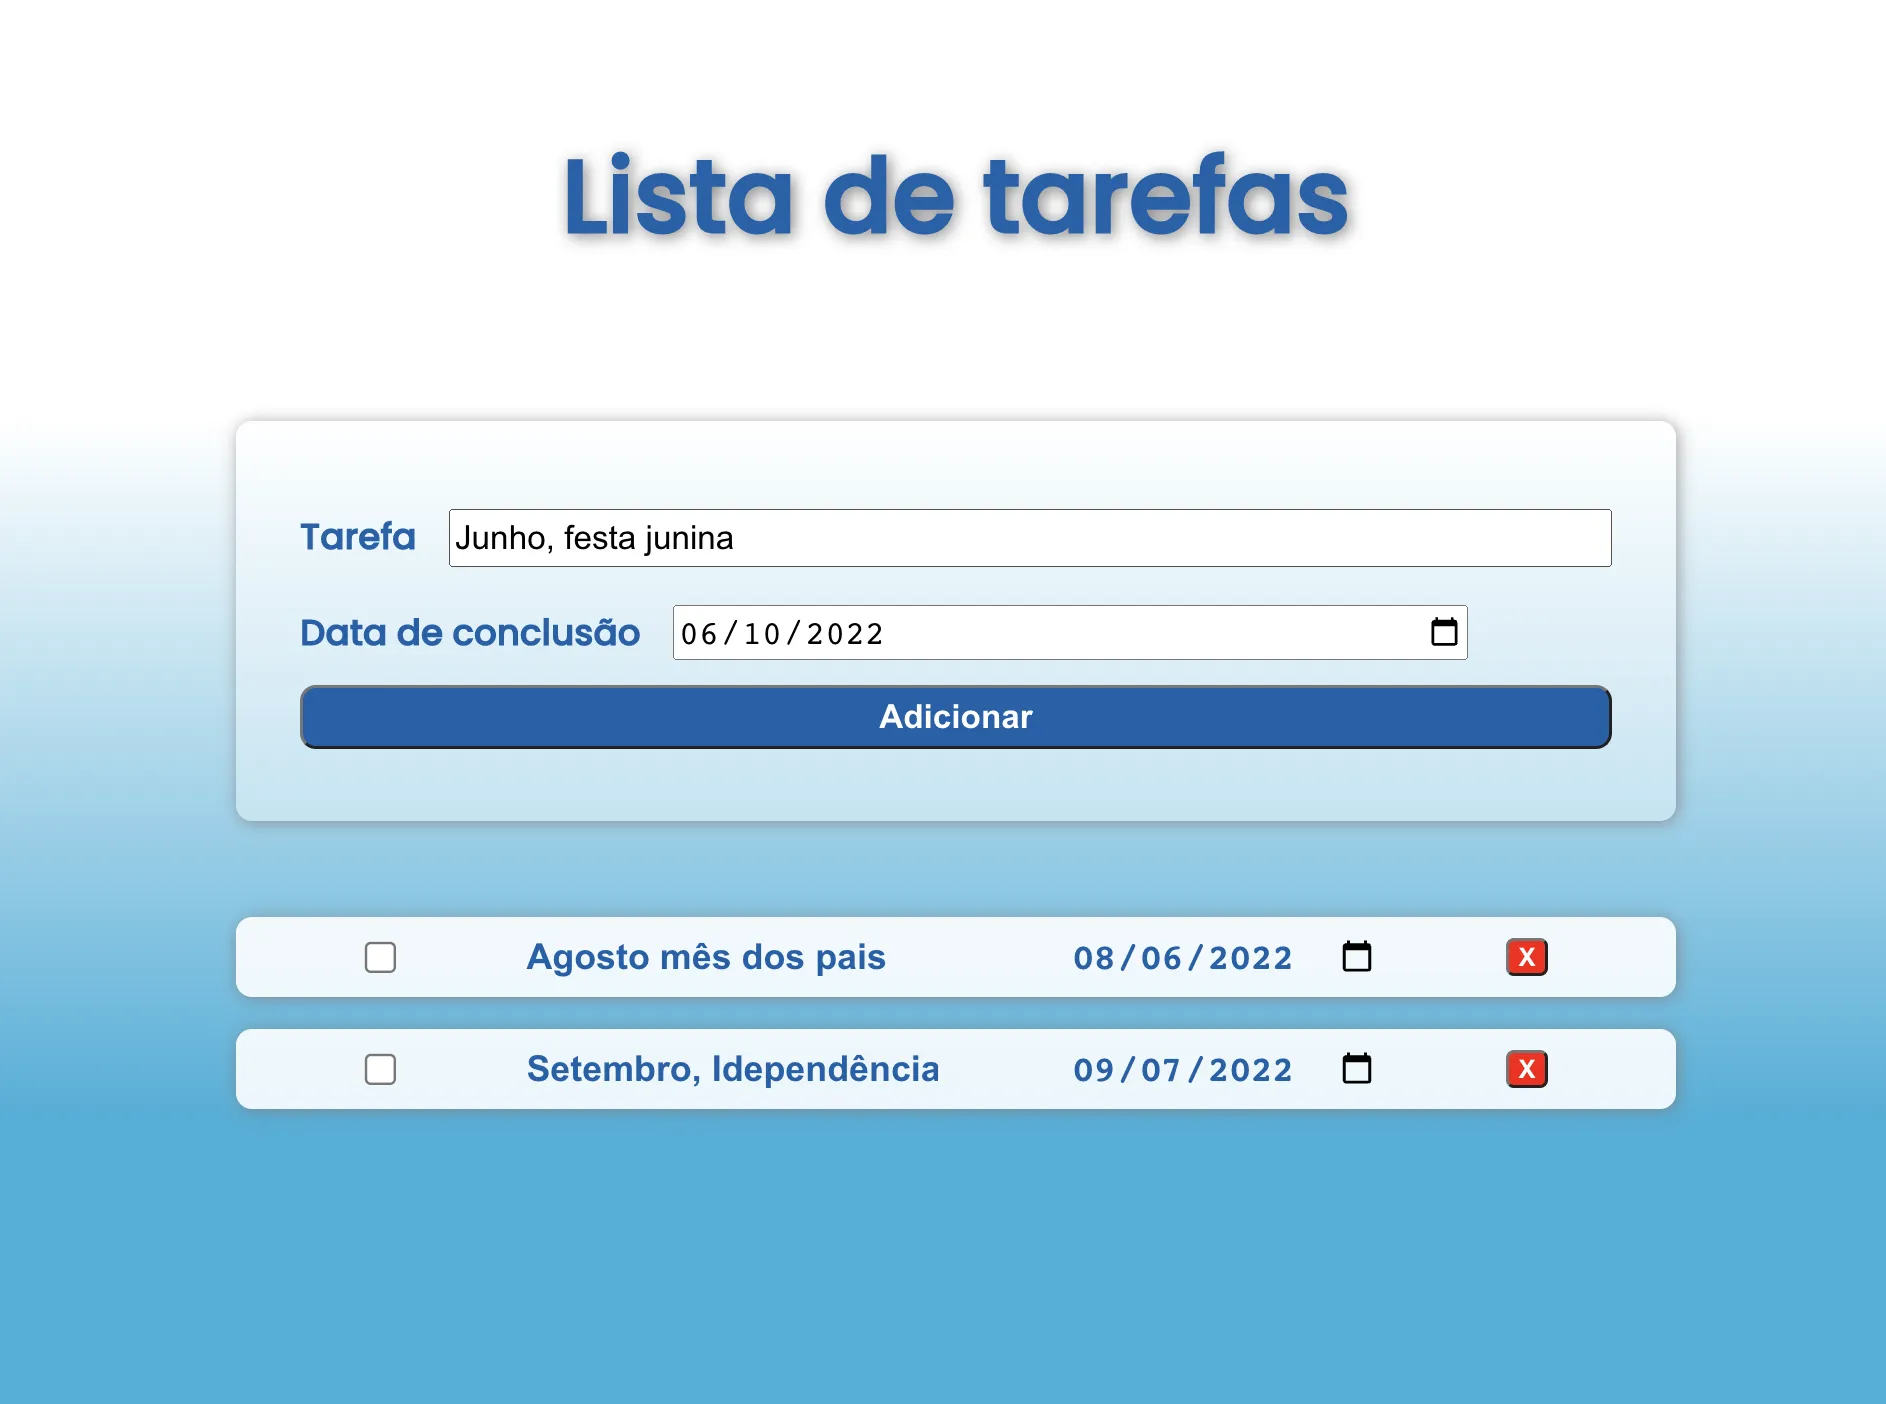 Lista de tarefas
Tarefa Junho, festa junina
Data de conclusão 06/10/2022
Adicionar
Agosto mês dos pais 08/06/2022 X
Setembro, Idependência 09/07/2022 X